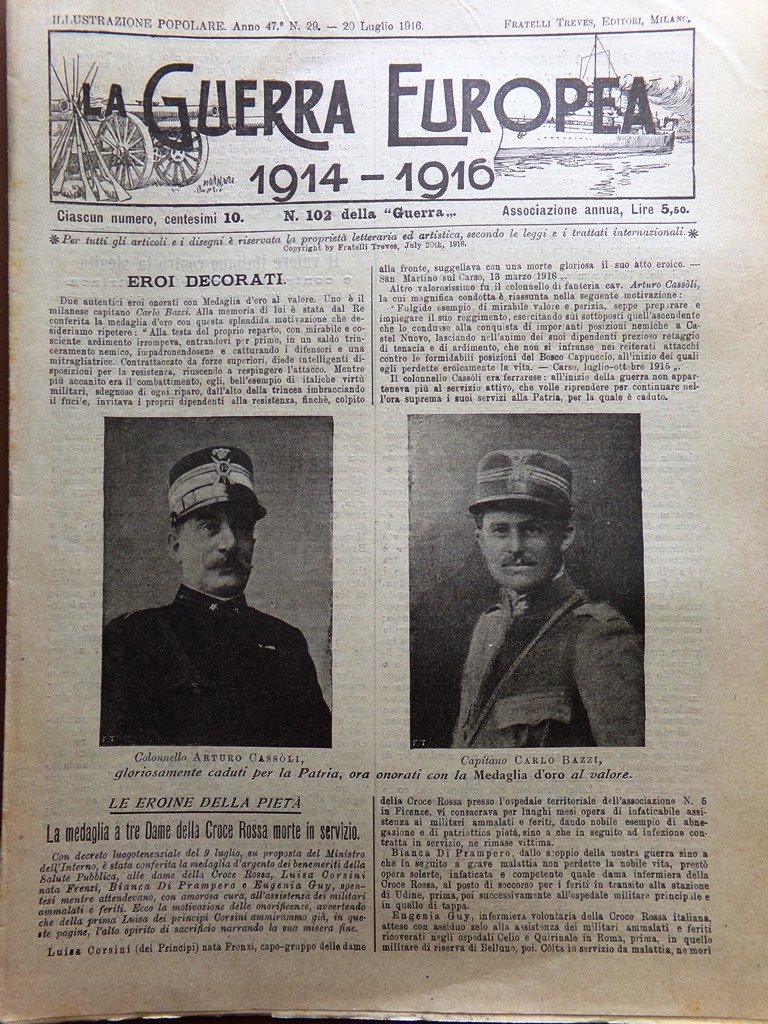 ILLUSTRAZIONE POPOLARE. Anno 47.º N. 29. — 20 Luglio 1916.
FRATELLI TREVES, EDITORI, MILANO.
LA GUERRA EUROPEA
1914 – 1916
Ciascun numero, centesimi 10.
N. 102 della "Guerra„.
Associazione annua, Lire 5,50.
* Per tutti gli articoli e i disegni è riservata la proprietà letteraria ed artistica, secondo le leggi e i trattati internazionali. *
Copyright by Fratelli Treves, July 20th, 1916.
EROI DECORATI.
Due autentici eroi onorati con Medaglia d'oro al valore. Uno è il
milanese capitano Carlo Bazzi. Alla memoria di lui è stata dal Re
conferita la medaglia d'oro con questa splendida motivazione che de-
sideriamo ripetere: "Alla testa del proprio reparto, con mirabile e co-
sciente ardimento irrompeva, entrandovi per primo, in un saldo trin-
ceramento nemico, impadronendosene e catturando i difensori e una
mitragliatrice. Contrattaccato da forze superiori, diede intelligenti di-
sposizioni per la resistenza, riuscendo a respingere l'attacco. Mentre
più accanito era il combattimento, egli, bell'esempio di italiche virtù
militari, sdegnoso di ogni riparo, dall'alto della trincea imbracciando
il fucile, invitava i proprii dipendenti alla resistenza, finchè, colpito
alla fronte, suggellava con una morte gloriosa il suo atto eroico. —
San Martino sul Carso, 13 marzo 1916 „.
Altro valorosissimo fu il colonnello di fanteria cav. Arturo Cassòli,
la cui magnifica condotta è riassunta nella seguente motivazione:
"Fulgido esempio di mirabile valore e perizia, seppe preparare e
impiegare il suo reggimento, esercitando sui sottoposti quell'ascendente
che lo condusse alla conquista di importanti posizioni nemiche a Ca-
stel Nuovo, lasciando nell'animo dei suoi dipendenti prezioso retaggio
di tenacia e di ardimento, che non si infranse nei reiterati attacchi
contro le formidabili posizioni del Bosco Cappuccio, all'inizio dei quali
egli perdette eroicamente la vita. — Carso, luglio-ottobre 1915 „.
Il colonnello Cassòli era ferrarese: all'inizio della guerra non appar-
teneva più al servizio attivo, che volle riprendere per continuare nel-
l'ora suprema i suoi servizi alla Patria, per la quale è caduto.
F.T
F.T
Colonnello ARTURO CASSÒLI,
Capitano CARLO BAZZI,
gloriosamente caduti per la Patria, ora onorati con la Medaglia d'oro al valore.
LE EROINE DELLA PIETÀ
La medaglia a tre Dame della Croce Rossa morte in servizio.
Con decreto luogotenenziale del 9 luglio, su proposta del Ministro
dell'Interno, è stata conferita la medaglia d'argento dei benemeriti della
Salute Pubblica, alle dame della Croce Rossa, Luisa Corsini
nata Frenzi, Bianca Di Prampero e Eugenia Guy, spen-
tesi mentre attendevano, con amorosa cura, all'assistenza dei militari
ammalati e feriti. Ecco la motivazione delle onorificenze, avvertendo
che della prima Luisa dei principi Corsini ammirammo già, in que-
ste pagine, l'alto spirito di sacrificio narrando la sua misera fine.
Luisa Corsini (dei Principi) nata Frenzi, capo-gruppo delle dame
della Croce Rossa presso l'ospedale territoriale dell'associazione N. 5
in Firenze, vi consacrava per lunghi mesi opera di infaticabile assi-
stenza ai militari ammalati e feriti, dando nobile esempio di abne-
gazione e di patriottica pietà, sino a che in seguito ad infezione con-
tratta in servizio, ne rimase vittima.
Bianca Di Prampero, dallo scoppio della nostra guerra sino a
che in seguito a grave malattia non perdette la nobile vita, prestò
opera solerte, infaticata e competente quale dama infermiera della
Croce Rossa, al posto di soccorso per i feriti in transito alla stazione
di Udine, prima, poi successivamente all'ospedale militare principale e
in quello di tappa.
Eugenia Guy, infermiera volontaria della Croce Rossa italiana,
attese con assiduo zelo alla assistenza dei militari ammalati e feriti
ricoverati negli ospedali Celio e Quirinale in Roma, prima, in quello
militare di riserva di Belluno, poi. Còlta in servizio da malattia, ne morì